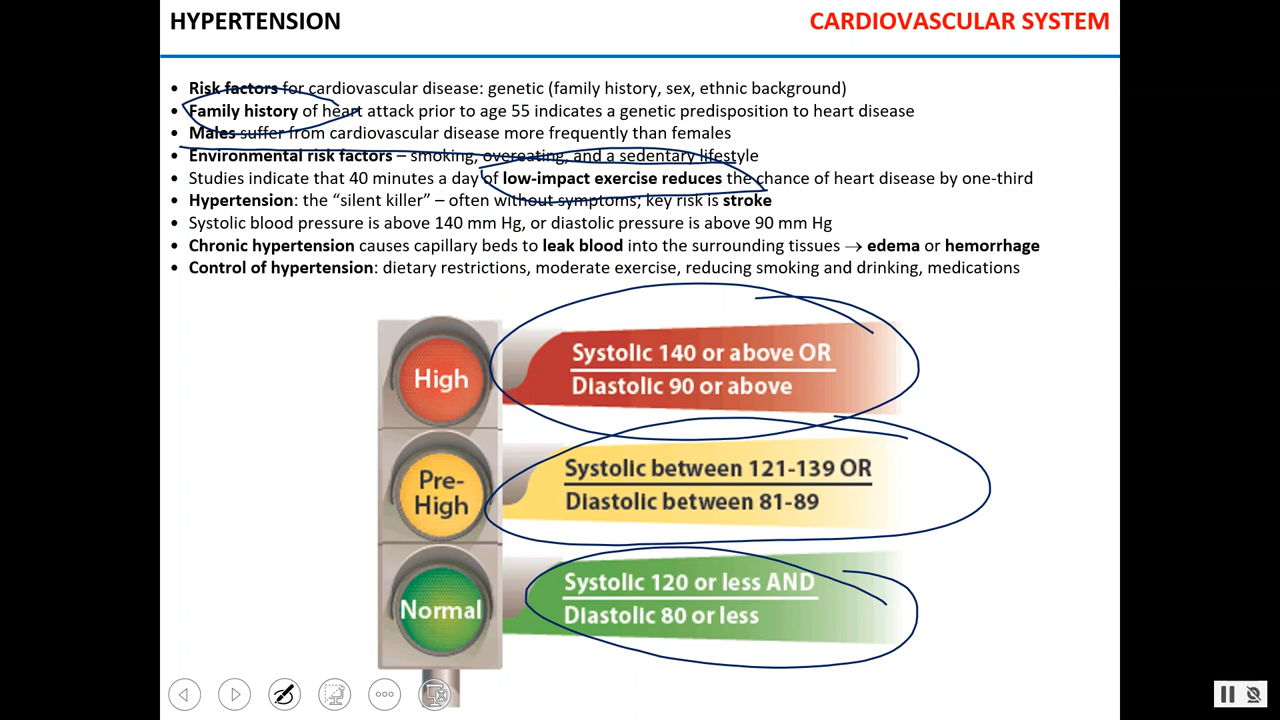 HYPERTENSION
CARDIOVASCULAR SYSTEM
• Risk factors for cardiovascular disease: genetic (family history, sex, ethnic background)
• Family history of heart attack prior to age 55 indicates a genetic predisposition to heart disease
• Males suffer from cardiovascular disease more frequently than females
• Environmental risk factors – smoking, overeating, and a sedentary lifestyle
• Studies indicate that 40 minutes a day of low-impact exercise reduces the chance of heart disease by one-third
• Hypertension: the “silent killer” – often without symptoms; key risk is stroke
• Systolic blood pressure is above 140 mm Hg, or diastolic pressure is above 90 mm Hg
• Chronic hypertension causes capillary beds to leak blood into the surrounding tissues → edema or hemorrhage
• Control of hypertension: dietary restrictions, moderate exercise, reducing smoking and drinking, medications
High
Systolic 140 or above OR
Diastolic 90 or above
Pre-
High
Systolic between 121-139 OR
Diastolic between 81-89
Normal
Systolic 120 or less AND
Diastolic 80 or less